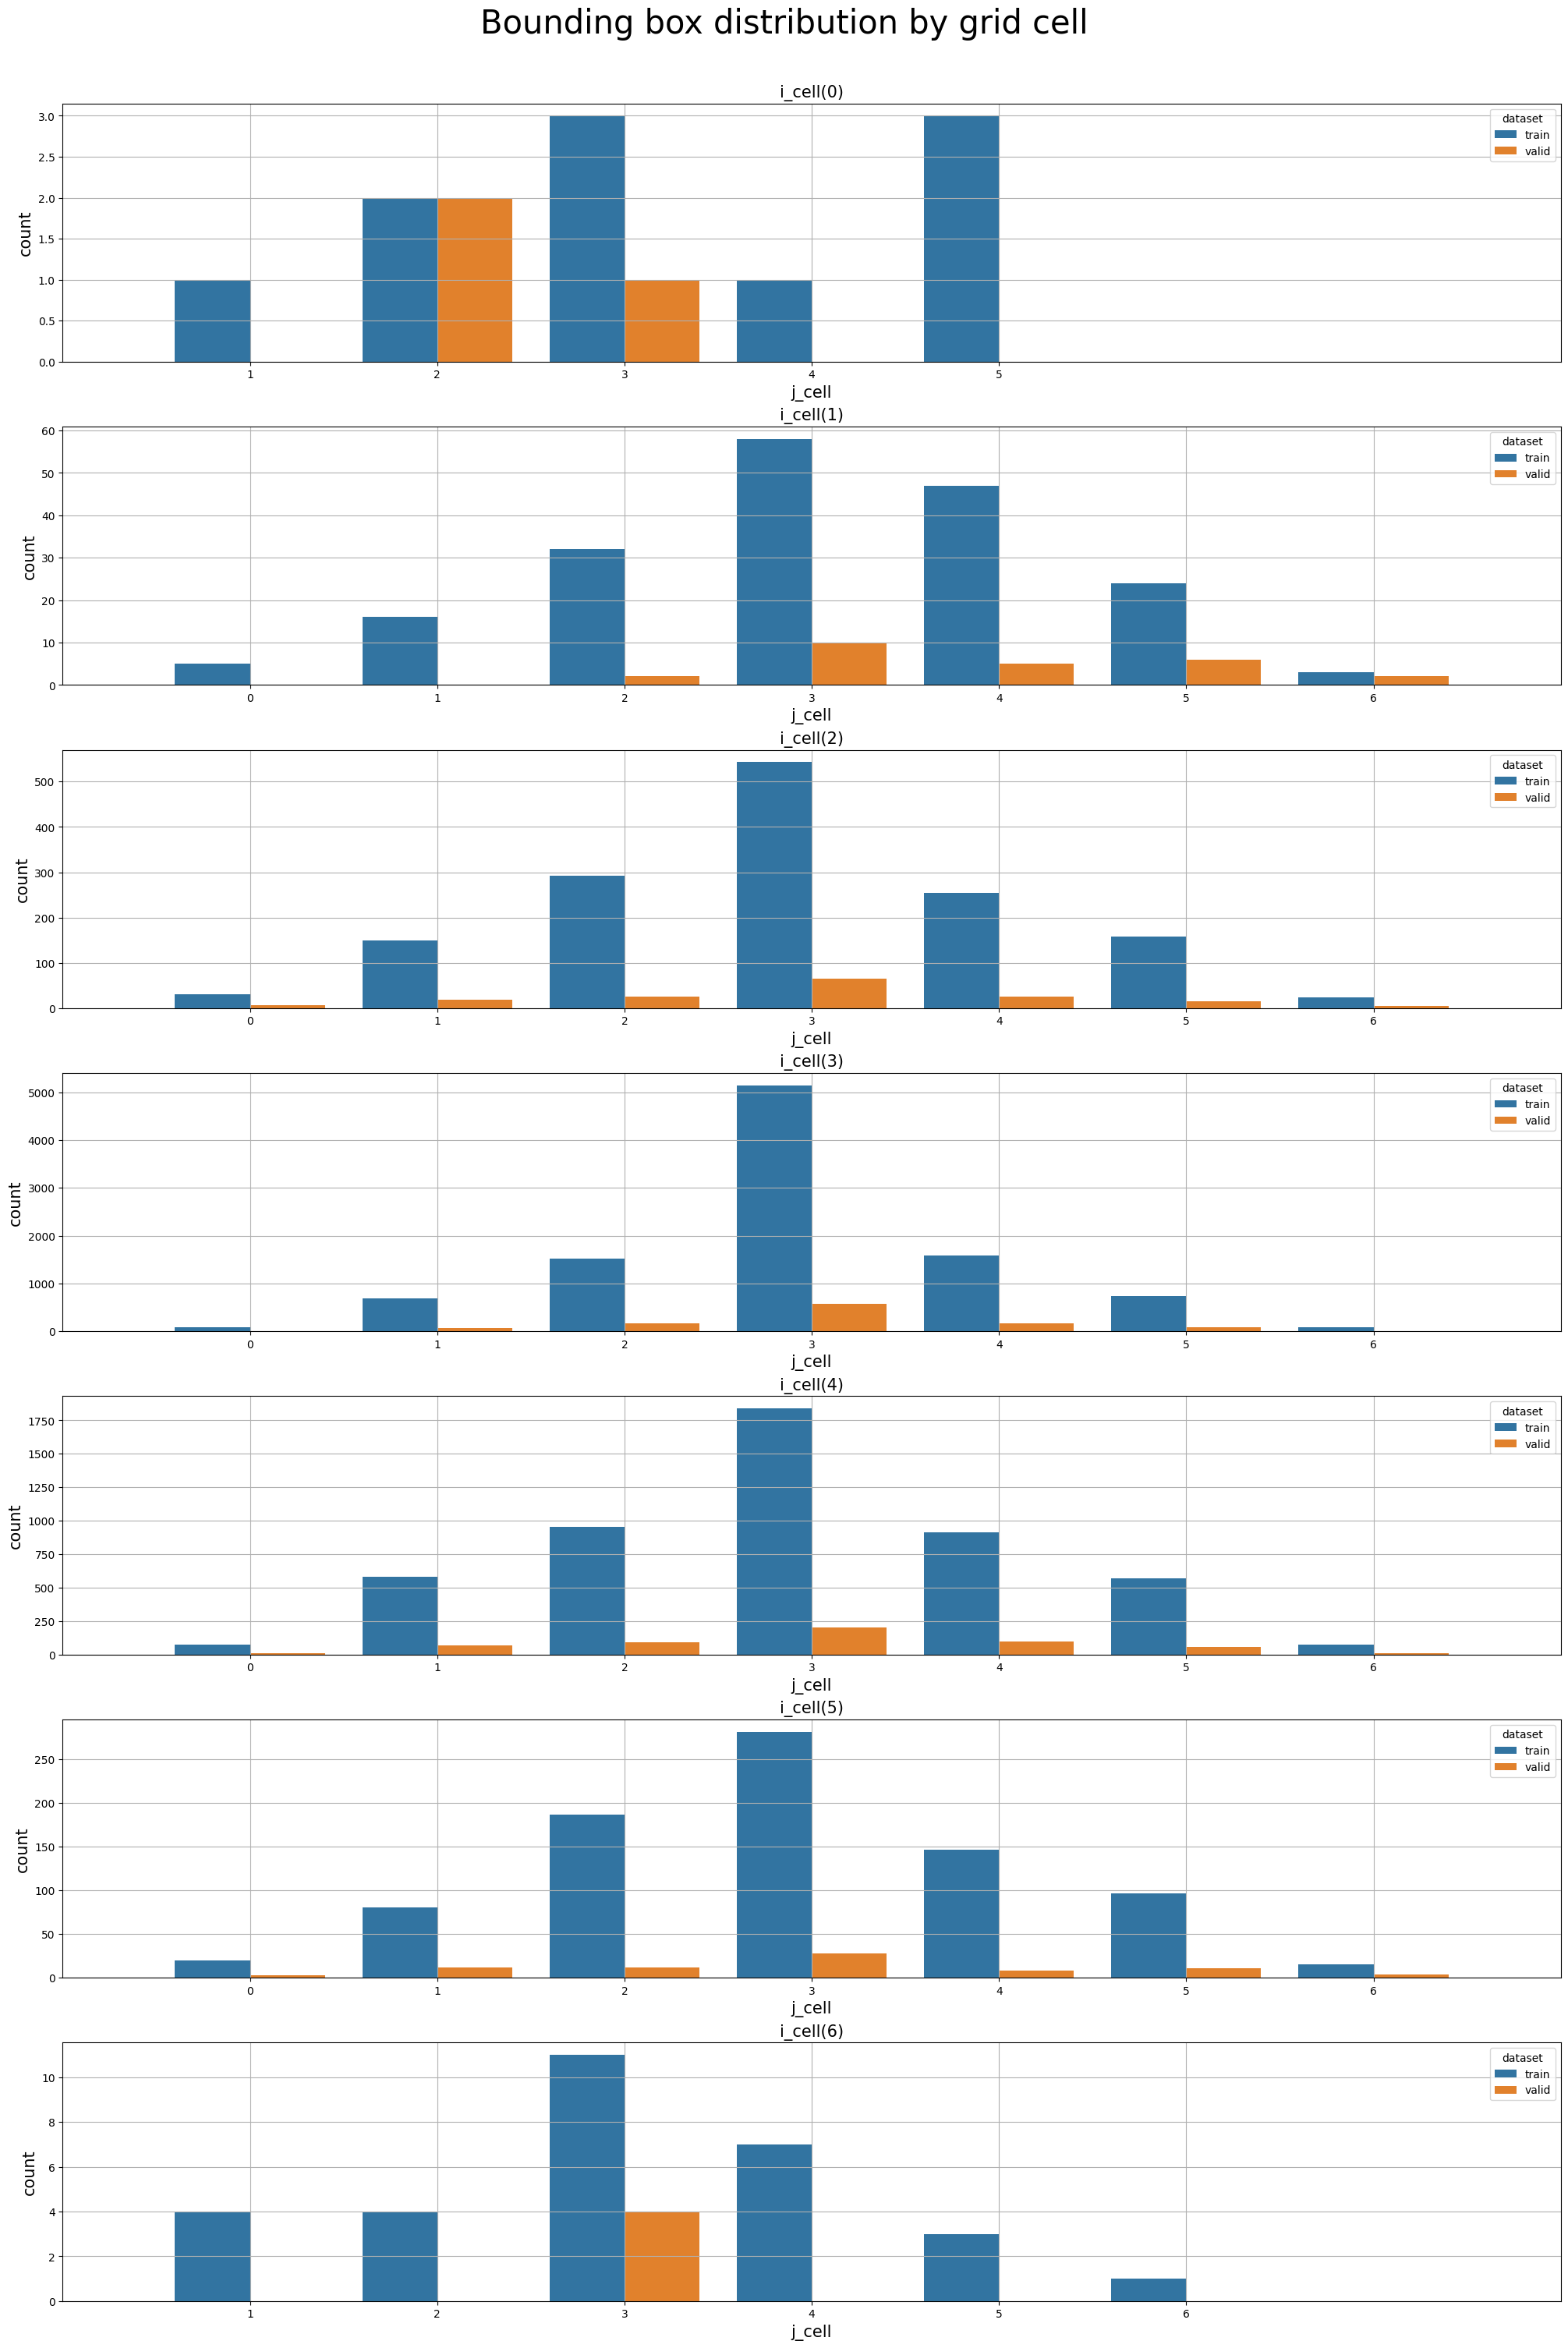 Bounding box distribution by grid cell
i_cell(0)
count
3.0
2.5
2.0
1.5
1.0
0.5
0.0
dataset
train
valid
1 2 3 4 5
j_cell
i_cell(1)
count
60
50
40
30
20
10
0
dataset
train
valid
0 1 2 3 4 5 6
j_cell
i_cell(2)
count
500
400
300
200
100
0
dataset
train
valid
0 1 2 3 4 5 6
j_cell
i_cell(3)
count
5000
4000
3000
2000
1000
0
dataset
train
valid
0 1 2 3 4 5 6
j_cell
i_cell(4)
count
1750
1500
1250
1000
750
500
250
0
dataset
train
valid
0 1 2 3 4 5 6
j_cell
i_cell(5)
count
250
200
150
100
50
0
dataset
train
valid
0 1 2 3 4 5 6
j_cell
i_cell(6)
count
10
8
6
4
2
0
dataset
train
valid
1 2 3 4 5 6
j_cell